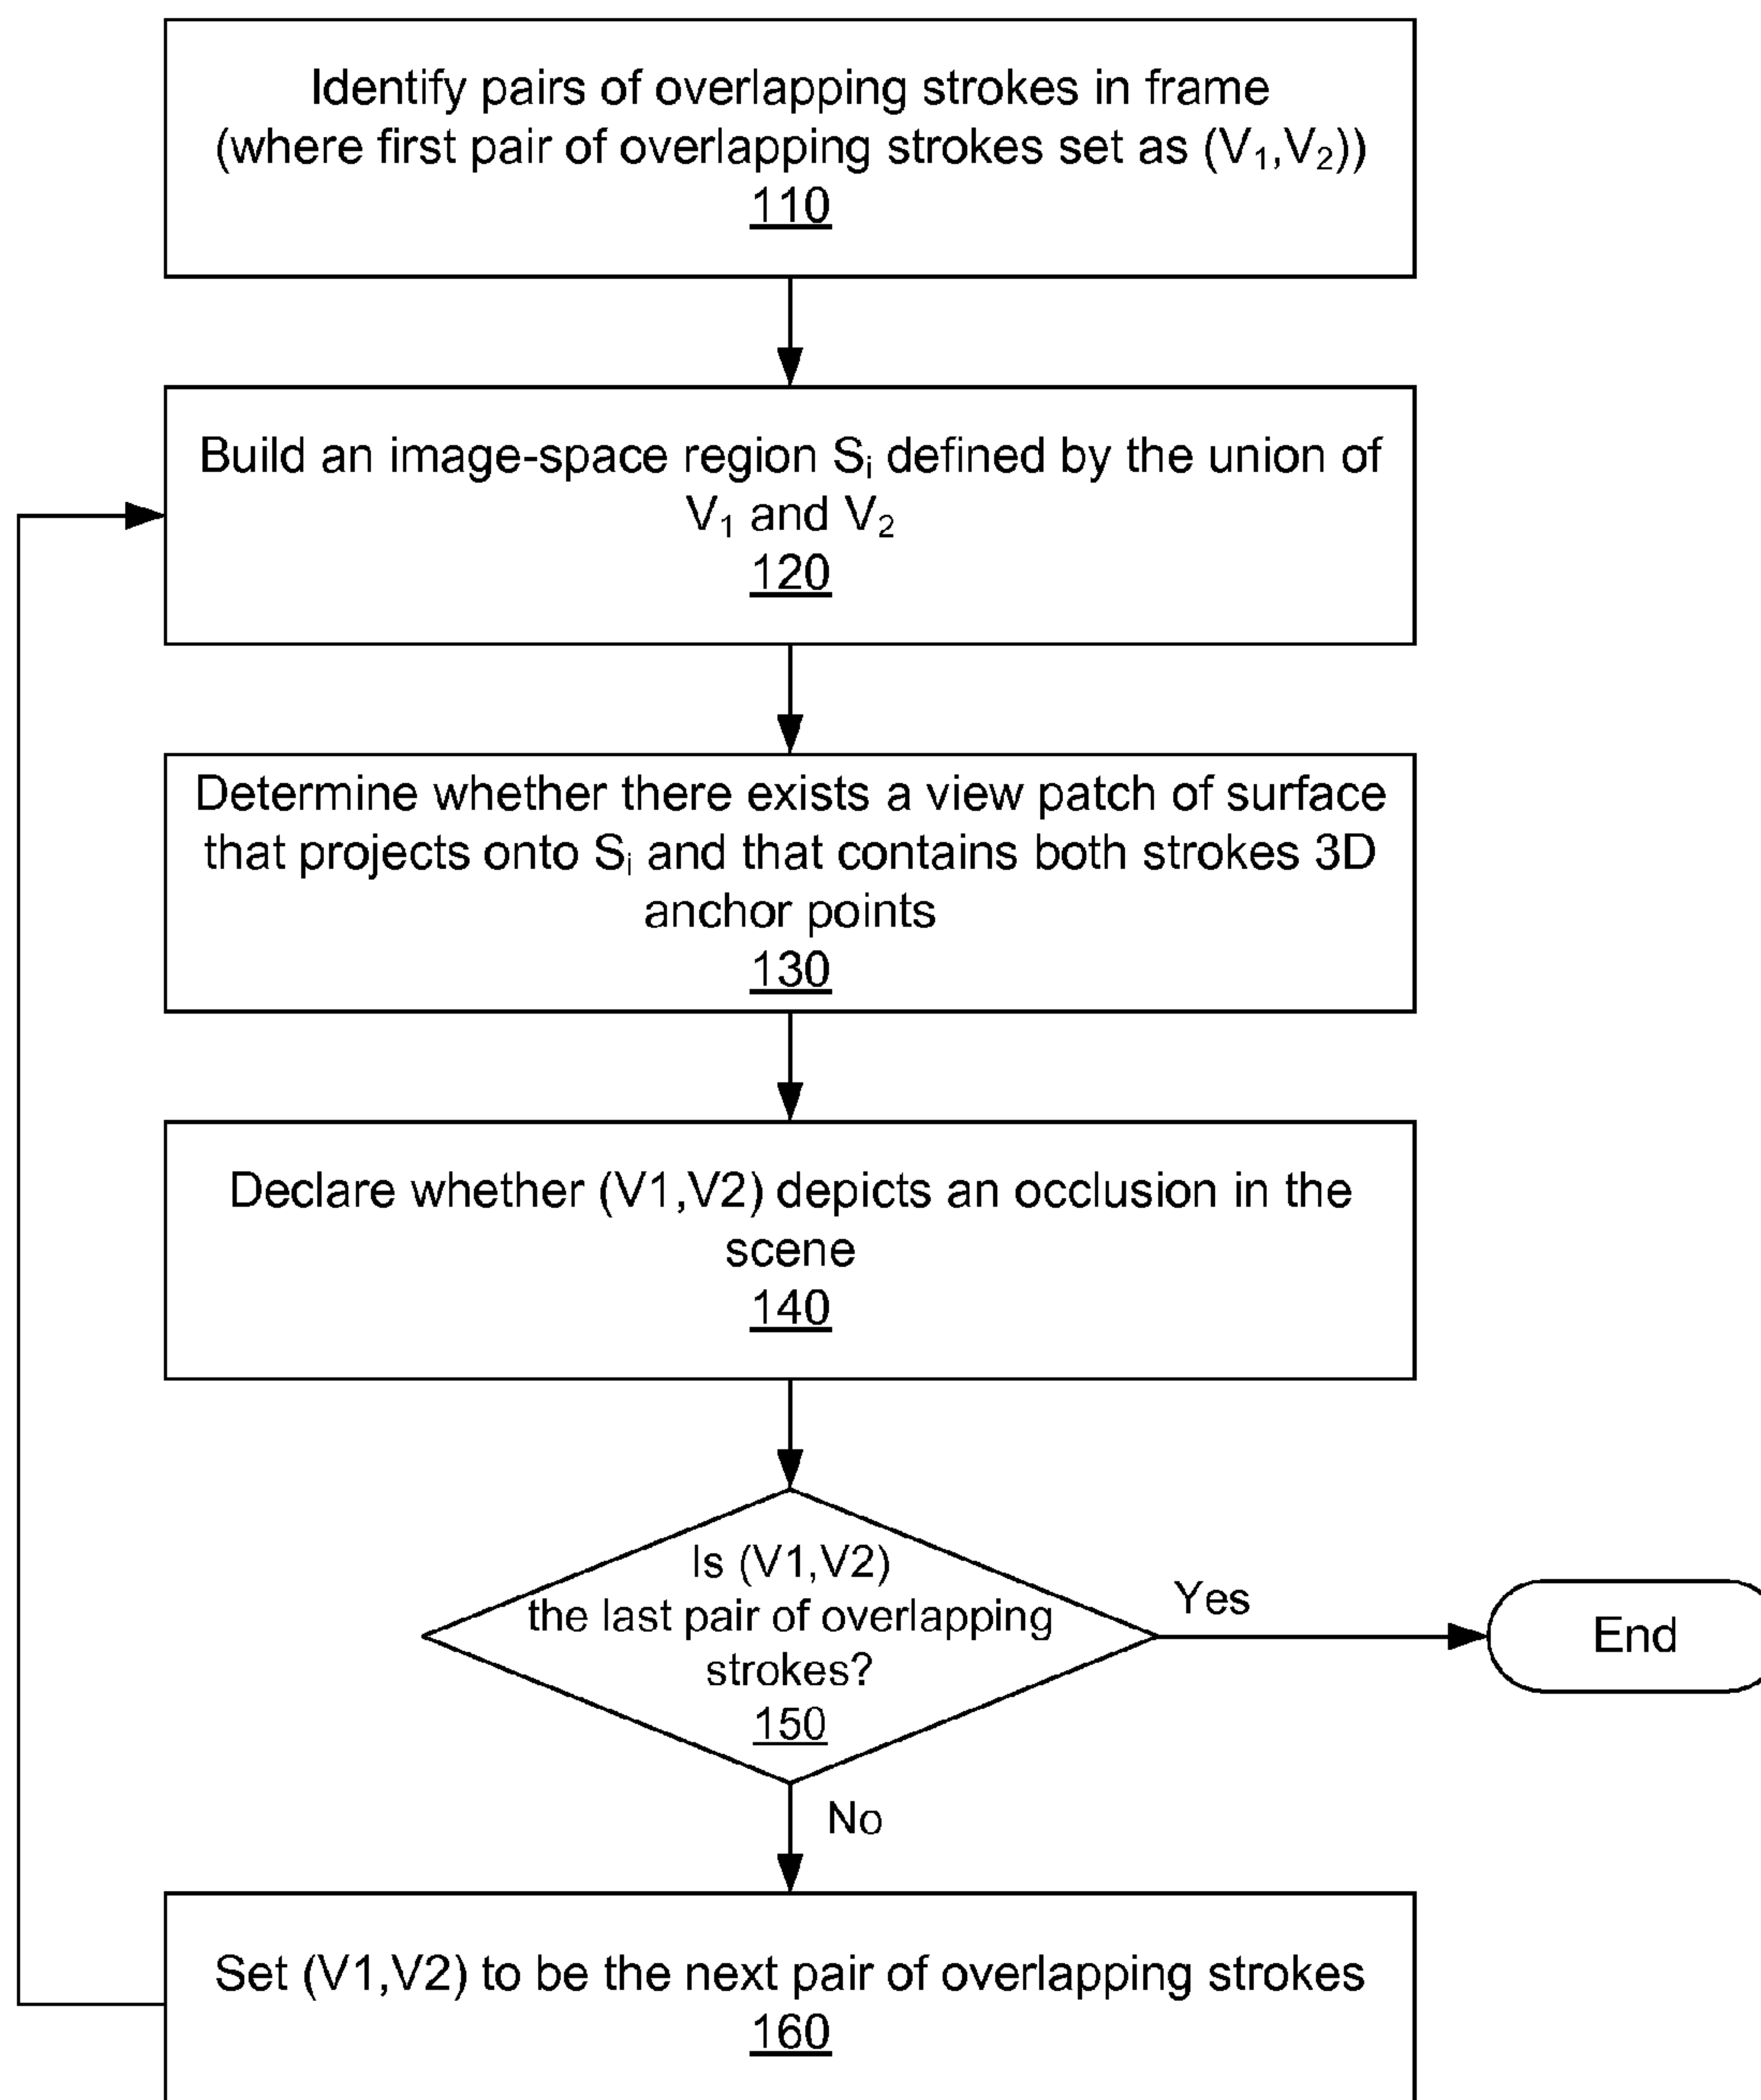 Identify pairs of overlapping strokes in frame
(where first pair of overlapping strokes set as (V₁,V₂))
110
Build an image-space region Sᵢ defined by the union of
V₁ and V₂
120
Determine whether there exists a view patch of surface
that projects onto Sᵢ and that contains both strokes 3D
anchor points
130
Declare whether (V1,V2) depicts an occlusion in the
scene
140
Is (V1,V2)
the last pair of overlapping
strokes?
150
Yes
End
No
Set (V1,V2) to be the next pair of overlapping strokes
160